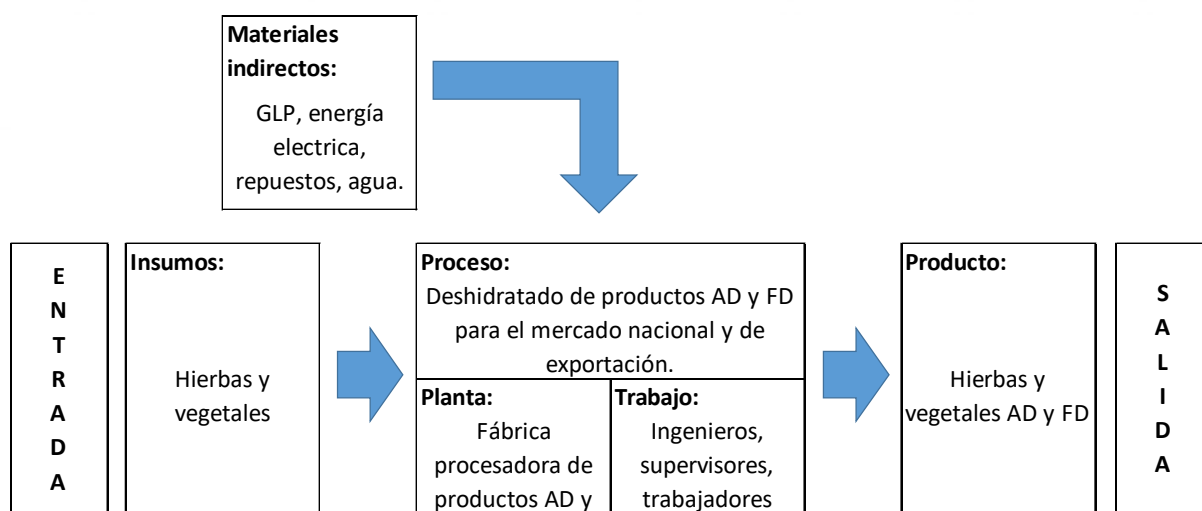 Materiales
indirectos:
GLP, energía
electrica,
repuestos, agua.
E
N
T
R
A
D
A
Insumos:
Hierbas y
vegetales
Proceso:
Deshidratado de productos AD y FD
para el mercado nacional y de
exportación.
Planta:
Fábrica
procesadora de
productos AD y
Trabajo:
Ingenieros,
supervisores,
trabajadores
Producto:
Hierbas y
vegetales AD y FD
S
A
L
I
D
A